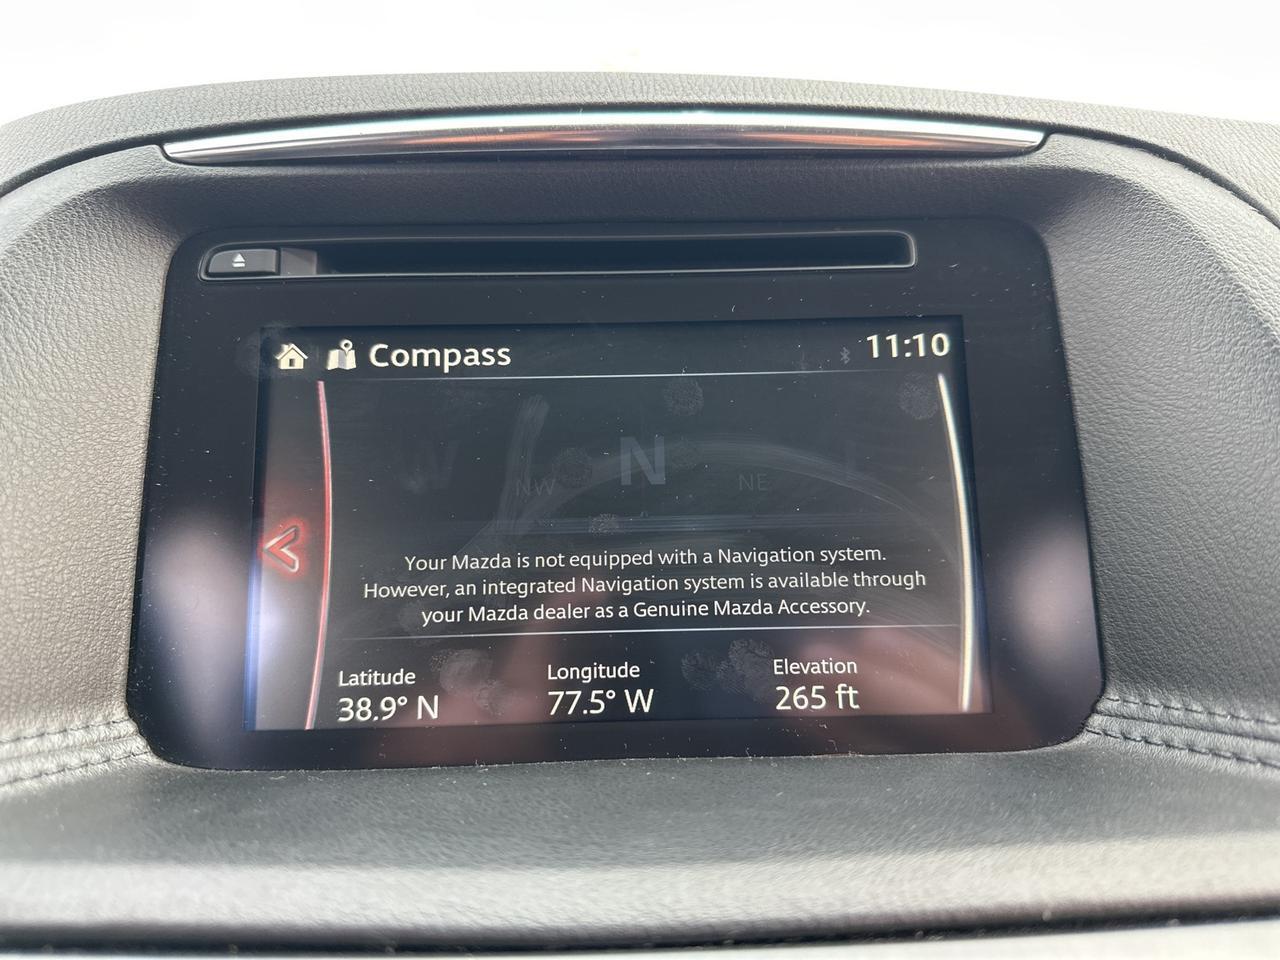 Compass
11:10
N
NW
NE
Your Mazda is not equipped with a Navigation system.
However, an integrated Navigation system is available through
your Mazda dealer as a Genuine Mazda Accessory.
Latitude
38.9° N
Longitude
77.5° W
Elevation
265 ft